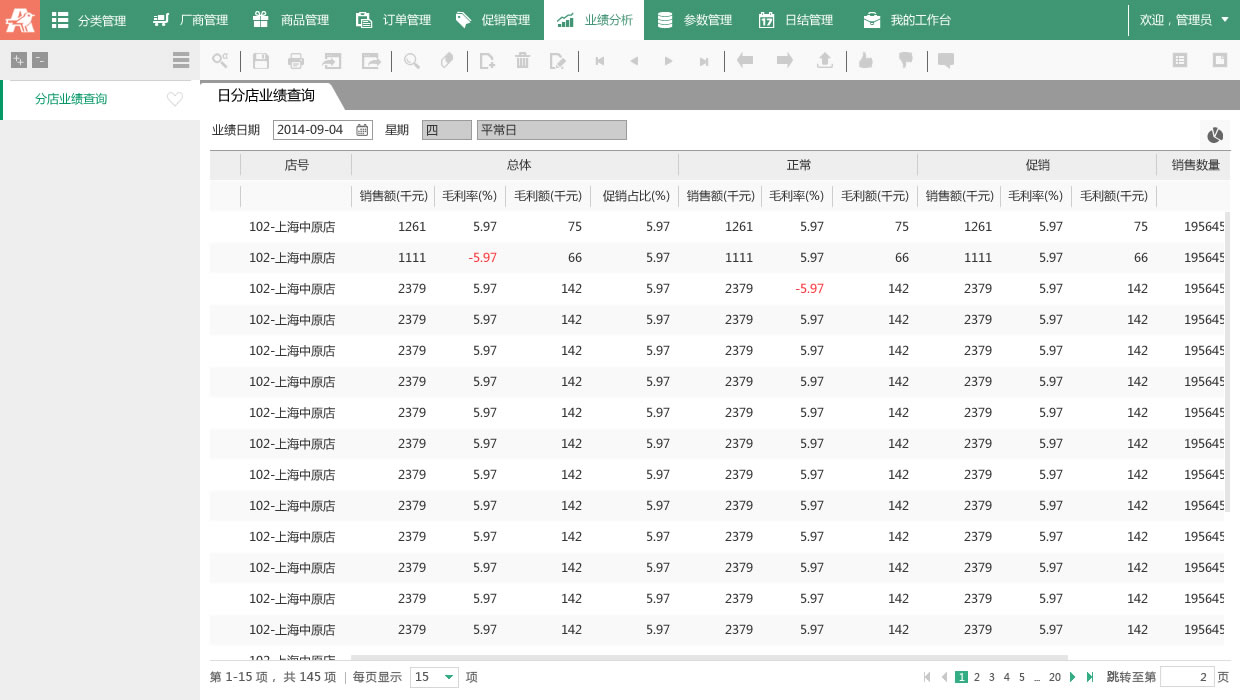 分类管理 厂商管理 商品管理 订单管理 促销管理 业绩分析 参数管理 17 日结管理 我的工作台 欢迎，管理员
分店业绩查询
日分店业绩查询
业绩日期 2014-09-04 星期 四 平常日
店号 总体 正常 促销 销售数量
销售额(千元) 毛利率(%) 毛利额(千元) 促销占比(%) 销售额(千元) 毛利率(%) 毛利额(千元) 销售额(千元) 毛利率(%) 毛利额(千元)
102-上海中原店 1261 5.97 75 5.97 1261 5.97 75 1261 5.97 75 195645
102-上海中原店 1111 -5.97 66 5.97 1111 5.97 66 1111 5.97 66 195645
102-上海中原店 2379 5.97 142 5.97 2379 -5.97 142 2379 5.97 142 195645
102-上海中原店 2379 5.97 142 5.97 2379 5.97 142 2379 5.97 142 195645
102-上海中原店 2379 5.97 142 5.97 2379 5.97 142 2379 5.97 142 195645
102-上海中原店 2379 5.97 142 5.97 2379 5.97 142 2379 5.97 142 195645
102-上海中原店 2379 5.97 142 5.97 2379 5.97 142 2379 5.97 142 195645
102-上海中原店 2379 5.97 142 5.97 2379 5.97 142 2379 5.97 142 195645
102-上海中原店 2379 5.97 142 5.97 2379 5.97 142 2379 5.97 142 195645
102-上海中原店 2379 5.97 142 5.97 2379 5.97 142 2379 5.97 142 195645
102-上海中原店 2379 5.97 142 5.97 2379 5.97 142 2379 5.97 142 195645
102-上海中原店 2379 5.97 142 5.97 2379 5.97 142 2379 5.97 142 195645
102-上海中原店 2379 5.97 142 5.97 2379 5.97 142 2379 5.97 142 195645
102-上海中原店 2379 5.97 142 5.97 2379 5.97 142 2379 5.97 142 195645
102-上海中原店
第 1-15 项，共 145 项 | 每页显示 15 项 1 2 3 4 5 ... 20 跳转至第 2 页